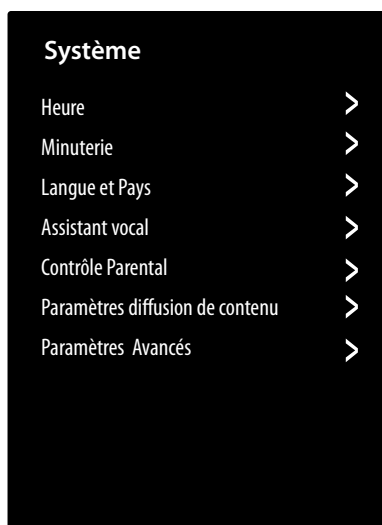 Système
Heure
Minuterie
Langue et Pays
Assistant vocal
Contrôle Parental
Paramètres diffusion de contenu
Paramètres Avancés